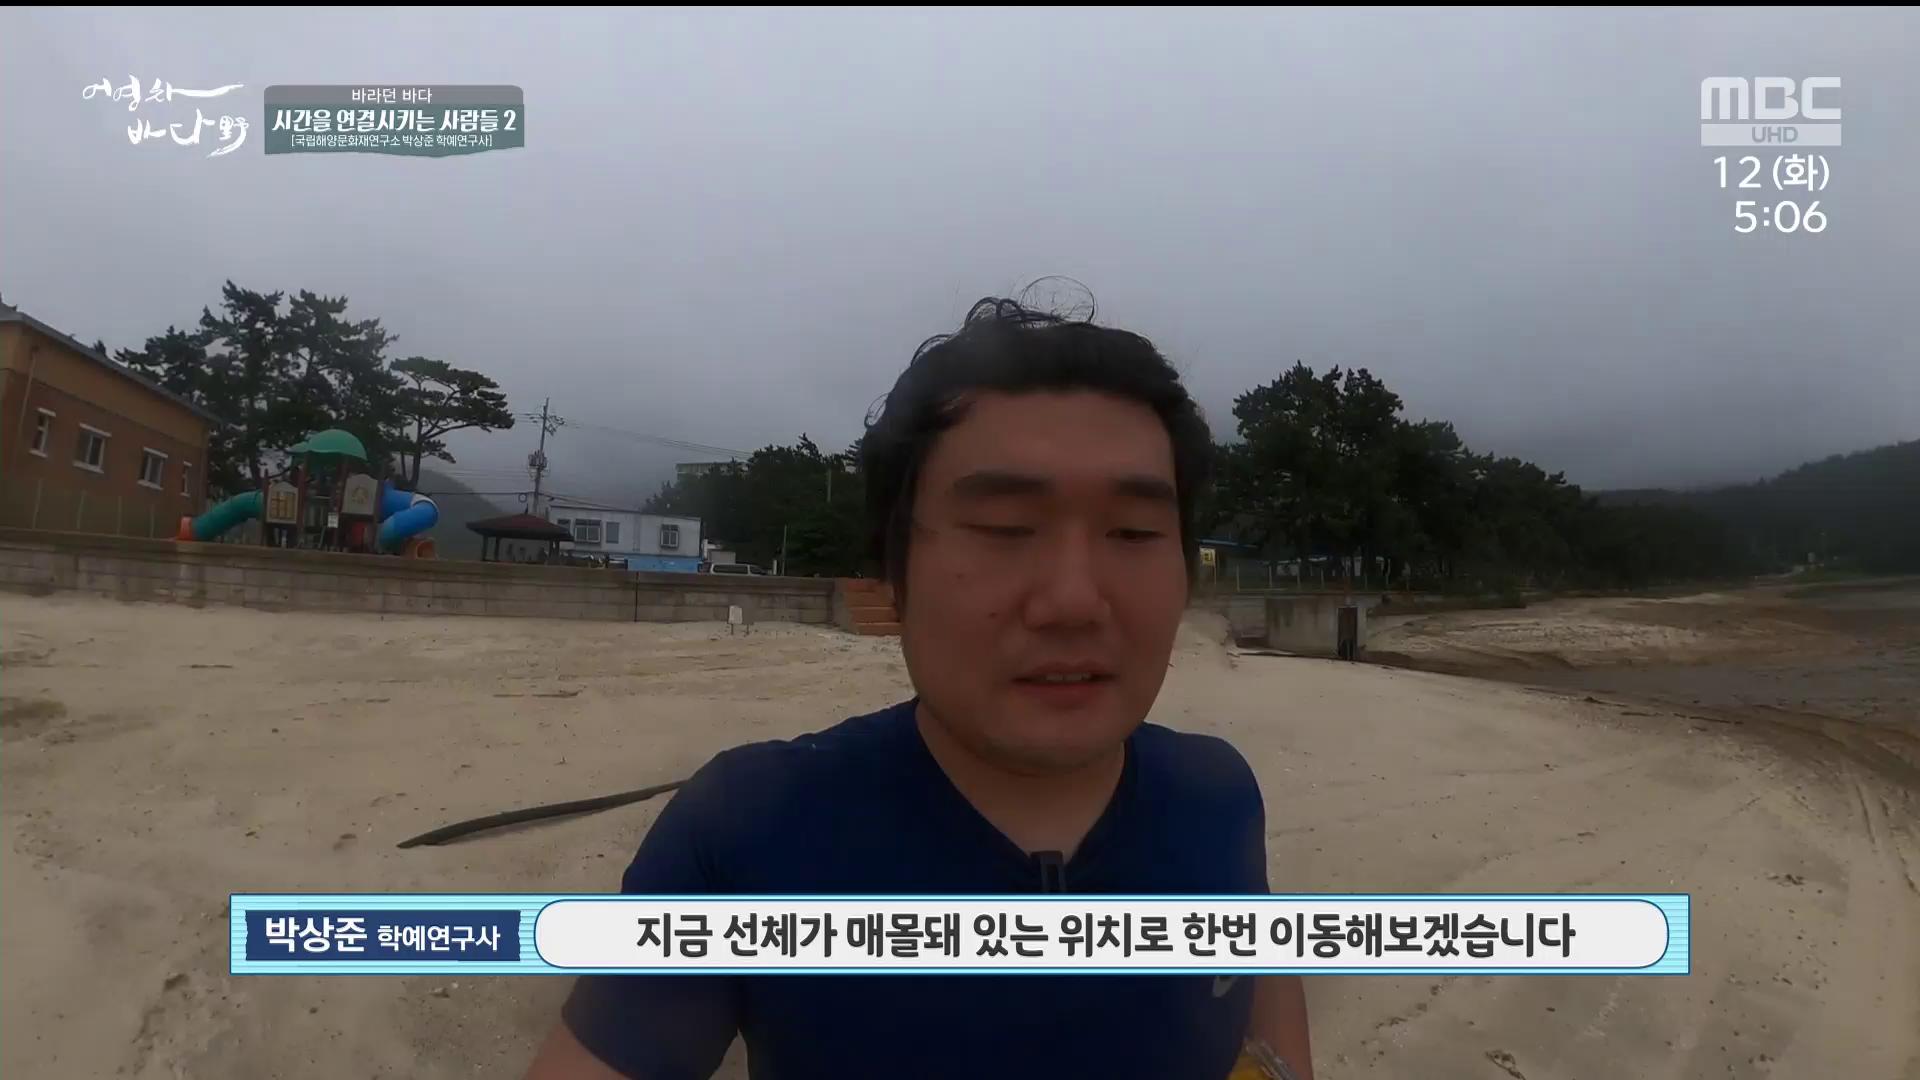 어영차
바다野
바라던 바다
시간을 연결시키는 사람들 2
[국립해양문화재연구소 박상준 학예연구사]
MBC
UHD
12 (화)
5:06
박상준 학예연구사
지금 선체가 매몰돼 있는 위치로 한번 이동해보겠습니다